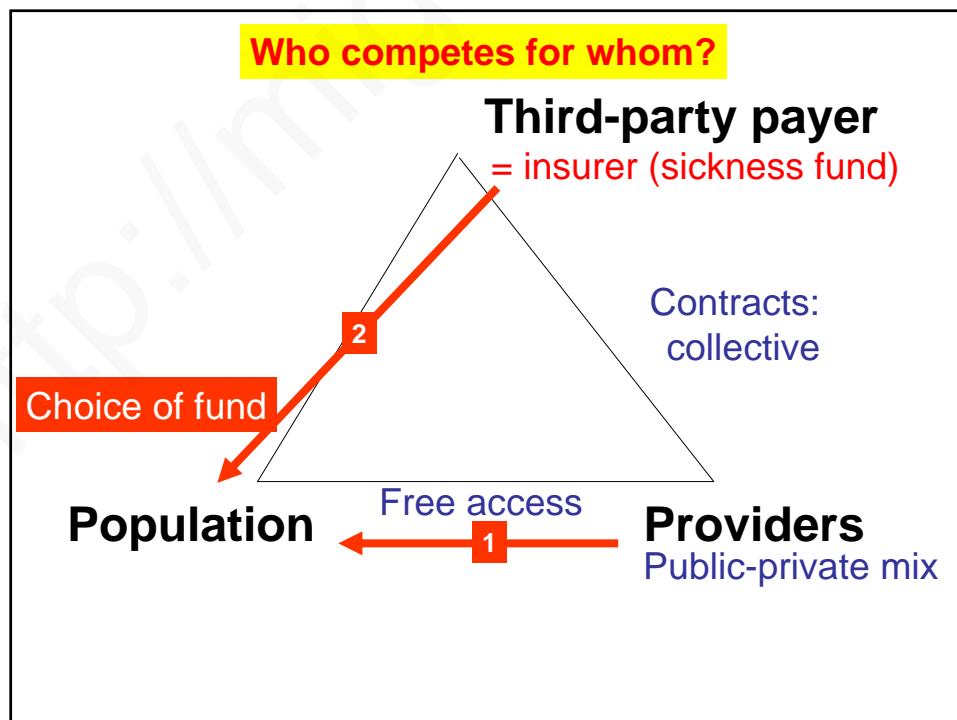 Who competes for whom?
Third-party payer
= insurer (sickness fund)
Contracts:
collective
2
Choice of fund
Free access
Population
1
Providers
Public-private mix